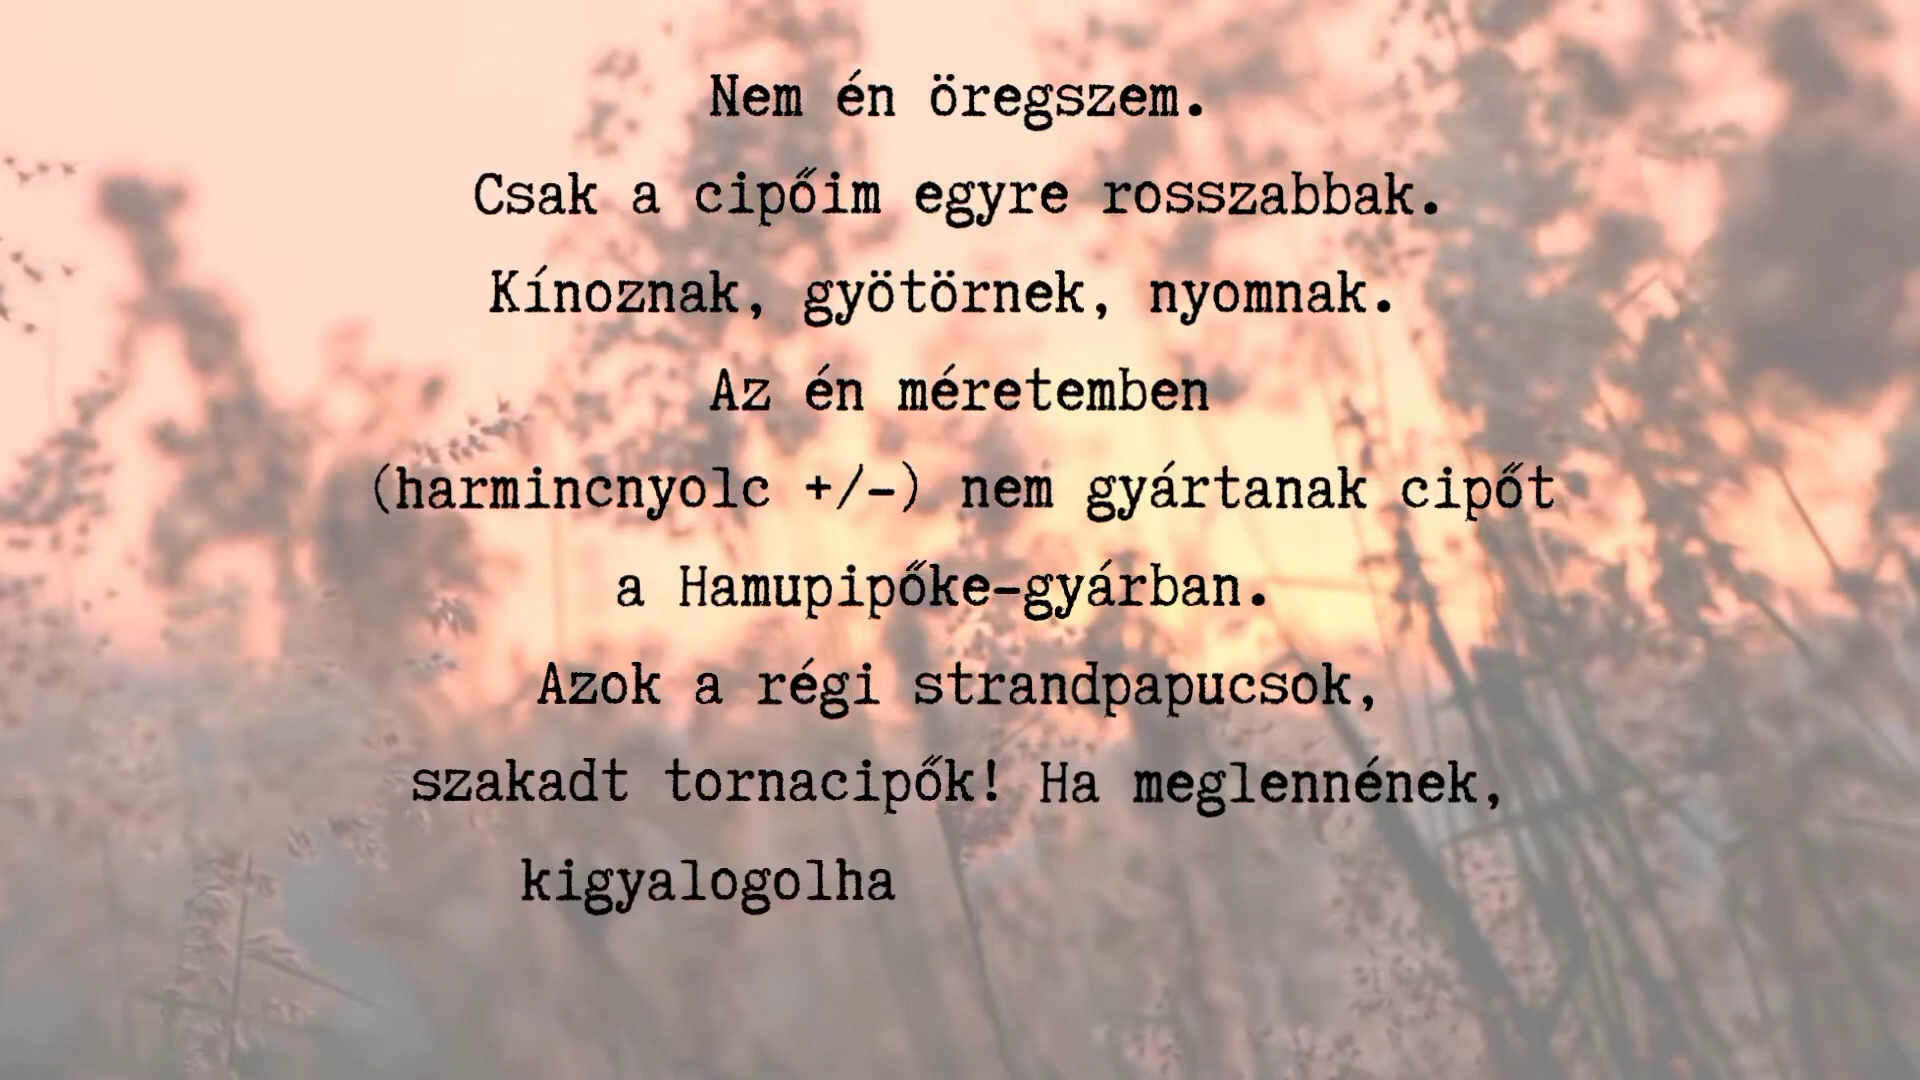 Nem én öregszem.
Csak a cipőim egyre rosszabbak.
Kínoznak, gyötörnek, nyomnak.
Az én méretemben
(harmincnyolc +/-) nem gyártanak cipőt
a Hamupipőke-gyárban.
Azok a régi strandpapucsok,
szakadt tornacipők! Ha meglennének,
kigyalogolha